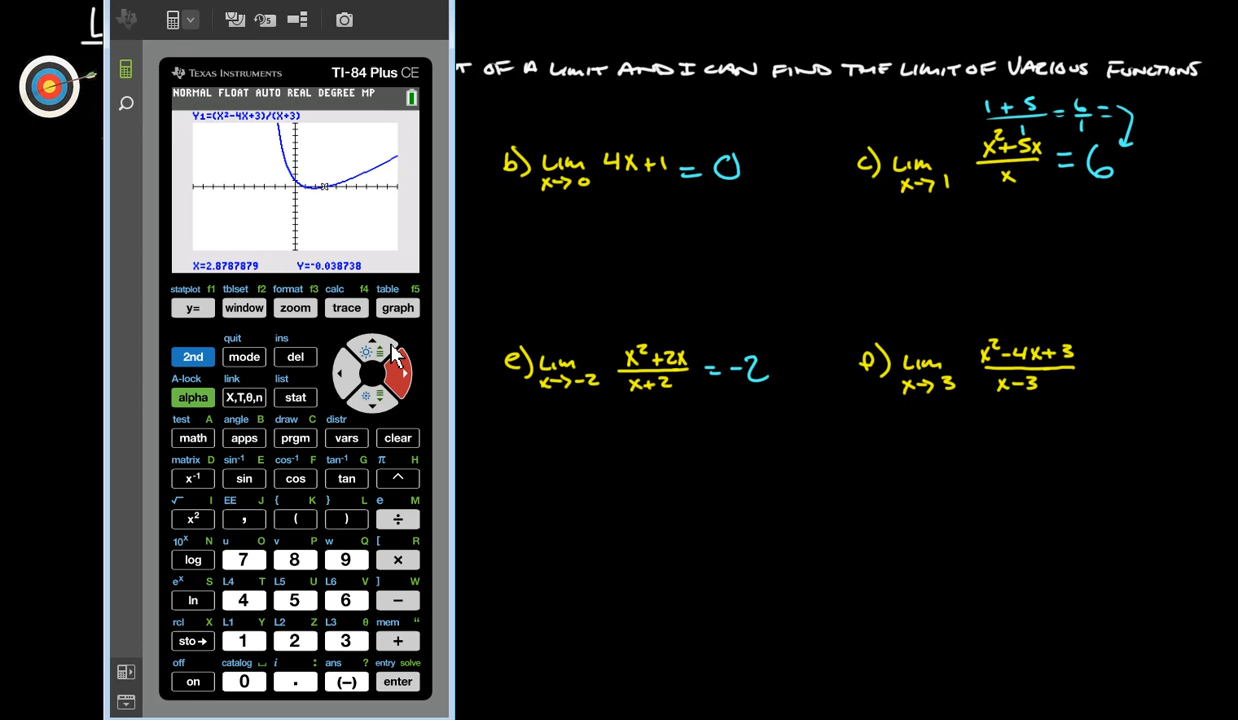 L
T OF A LIMIT AND I CAN FIND THE LIMIT OF VARIOUS FUNCTIONS
TEXAS INSTRUMENTS TI-84 Plus CE
NORMAL FLOAT AUTO REAL DEGREE MP
Y1=(X²-4X+3)/(X+3)
X=2.8787879 Y=-0.038738
statplot f1 tblset f2 format f3 calc f4 table f5
y= window zoom trace graph
quit ins
2nd mode del
A-lock link list
alpha X,T,θ,n stat
test A angle B draw C distr
math apps prgm vars clear
matrix D sin⁻¹ E cos⁻¹ F tan⁻¹ G π H
x⁻¹ sin cos tan ^
√ I EE J { K } L e M
x² , ( ) ÷
10ˣ N u O v P w Q [ R
log 7 8 9 ×
eˣ S L4 T L5 U L6 V ] W
ln 4 5 6 −
rcl X L1 Y L2 Z L3 θ mem "
sto→ 1 2 3 +
off catalog ⎵ i : ans ? entry solve
on 0 . (−) enter
b) lim x→0 4x+1 = 0
1+5/1 = 6/1 =
c) lim x→1 x²+5x/x = 6
e) lim x→-2 x²+2x/x+2 = -2
f) lim x→3 x²-4x+3/x-3